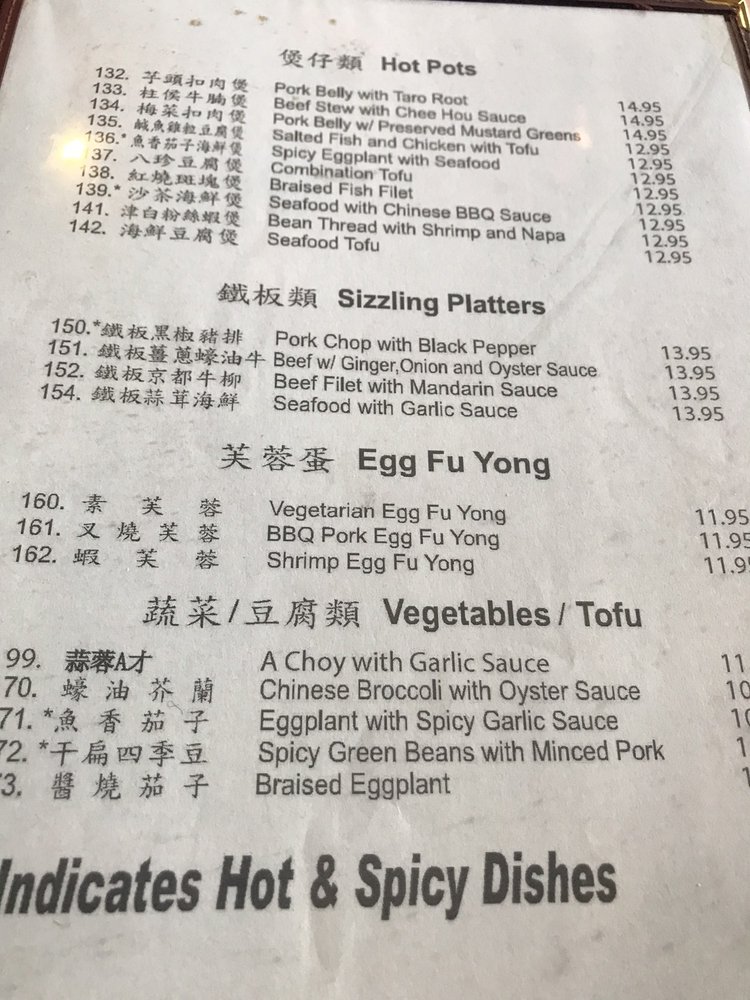 煲仔類 Hot Pots
132. 芋頭扣肉煲 Pork Belly with Taro Root 14.95
133. 柱侯牛腩煲 Beef Stew with Chee Hou Sauce 14.95
134. 梅菜扣肉煲 Pork Belly w/ Preserved Mustard Greens 14.95
135. 鹹魚雞粒豆腐煲 Salted Fish and Chicken with Tofu 12.95
136.* 魚香茄子海鮮煲 Spicy Eggplant with Seafood 12.95
37. 八珍豆腐煲 Combination Tofu 12.95
138. 紅燒斑塊煲 Braised Fish Filet 12.95
139.* 沙茶海鮮煲 Seafood with Chinese BBQ Sauce 12.95
141. 津白粉絲蝦煲 Bean Thread with Shrimp and Napa 12.95
142. 海鮮豆腐煲 Seafood Tofu 12.95
鐵板類 Sizzling Platters
150.* 鐵板黑椒豬排 Pork Chop with Black Pepper 13.95
151. 鐵板薑蔥蠔油牛 Beef w/ Ginger,Onion and Oyster Sauce 13.95
152. 鐵板京都牛柳 Beef Filet with Mandarin Sauce 13.95
154. 鐵板蒜茸海鮮 Seafood with Garlic Sauce 13.95
芙蓉蛋 Egg Fu Yong
160. 素芙蓉 Vegetarian Egg Fu Yong 11.95
161. 叉燒芙蓉 BBQ Pork Egg Fu Yong 11.95
162. 蝦芙蓉 Shrimp Egg Fu Yong 11.9
蔬菜/豆腐類 Vegetables / Tofu
99. 蒜蓉A才 A Choy with Garlic Sauce 11
70. 蠔油芥蘭 Chinese Broccoli with Oyster Sauce 10
71. *魚香茄子 Eggplant with Spicy Garlic Sauce 10
72. *干扁四季豆 Spicy Green Beans with Minced Pork 1
3. 醬燒茄子 Braised Eggplant
Indicates Hot & Spicy Dishes